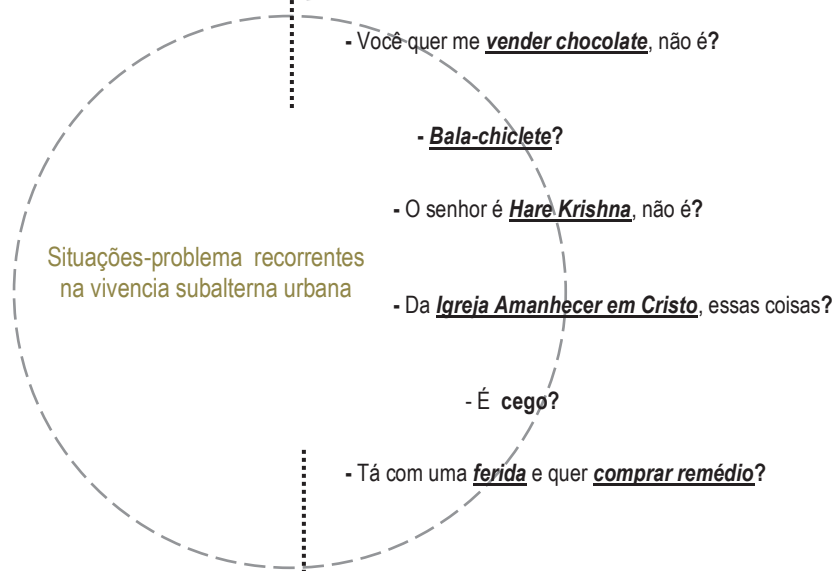 - Você quer me vender chocolate, não é?
- Bala-chiclete?
- O senhor é Hare Krishna, não é?
Situações-problema recorrentes
na vivencia subalterna urbana
- Da Igreja Amanhecer em Cristo, essas coisas?
- É cego?
- Tá com uma ferida e quer comprar remédio?